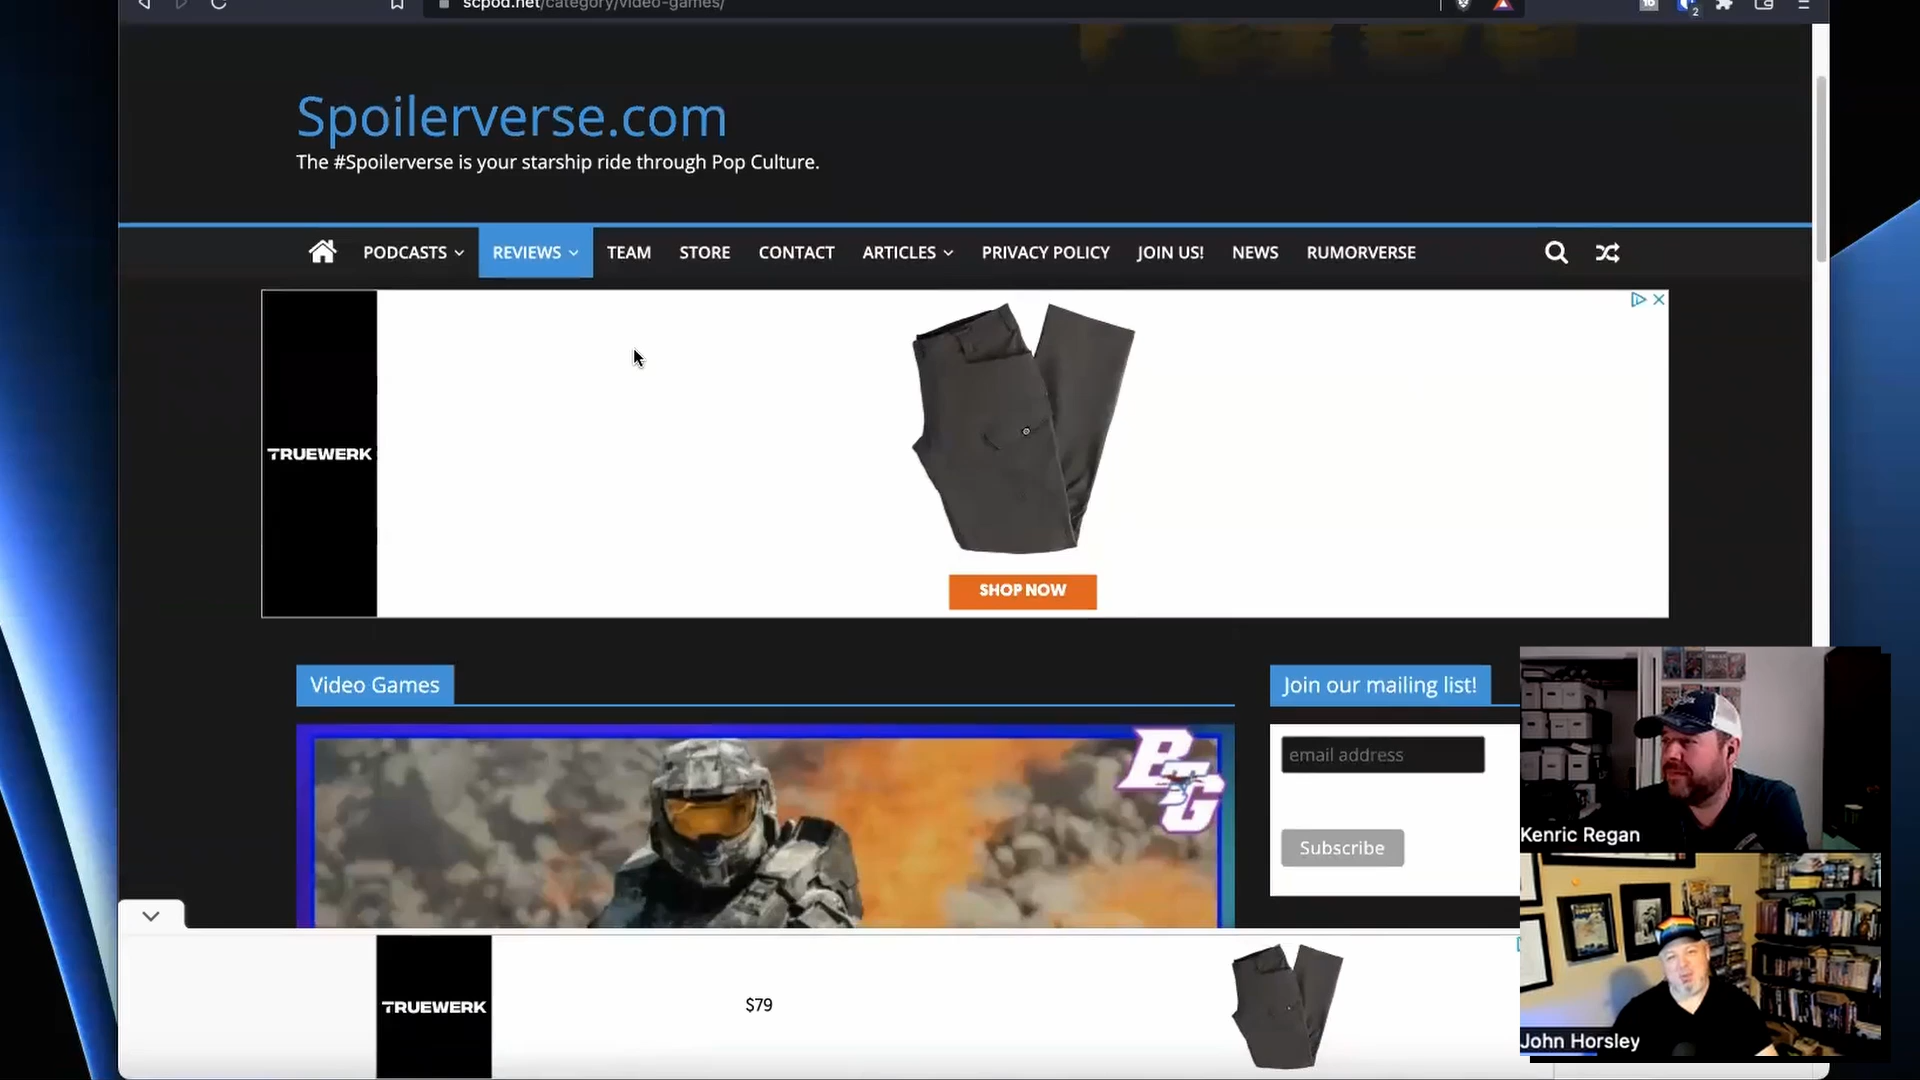 scpod.net/category/video-games/
2
Spoilerverse.com
The #Spoilerverse is your starship ride through Pop Culture.
PODCASTS
REVIEWS
TEAM
STORE
CONTACT
ARTICLES
PRIVACY POLICY
JOIN US!
NEWS
RUMORVERSE
TRUEWERK
SHOP NOW
Video Games
Join our mailing list!
PTG
email address
Subscribe
Kenric Regan
TRUEWERK
$79
John Horsley